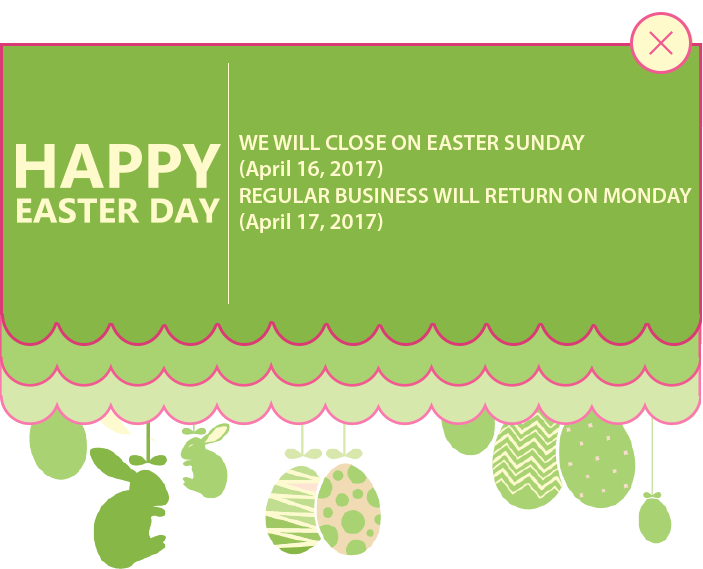 HAPPY
EASTER DAY
WE WILL CLOSE ON EASTER SUNDAY
(April 16, 2017)
REGULAR BUSINESS WILL RETURN ON MONDAY
(April 17, 2017)